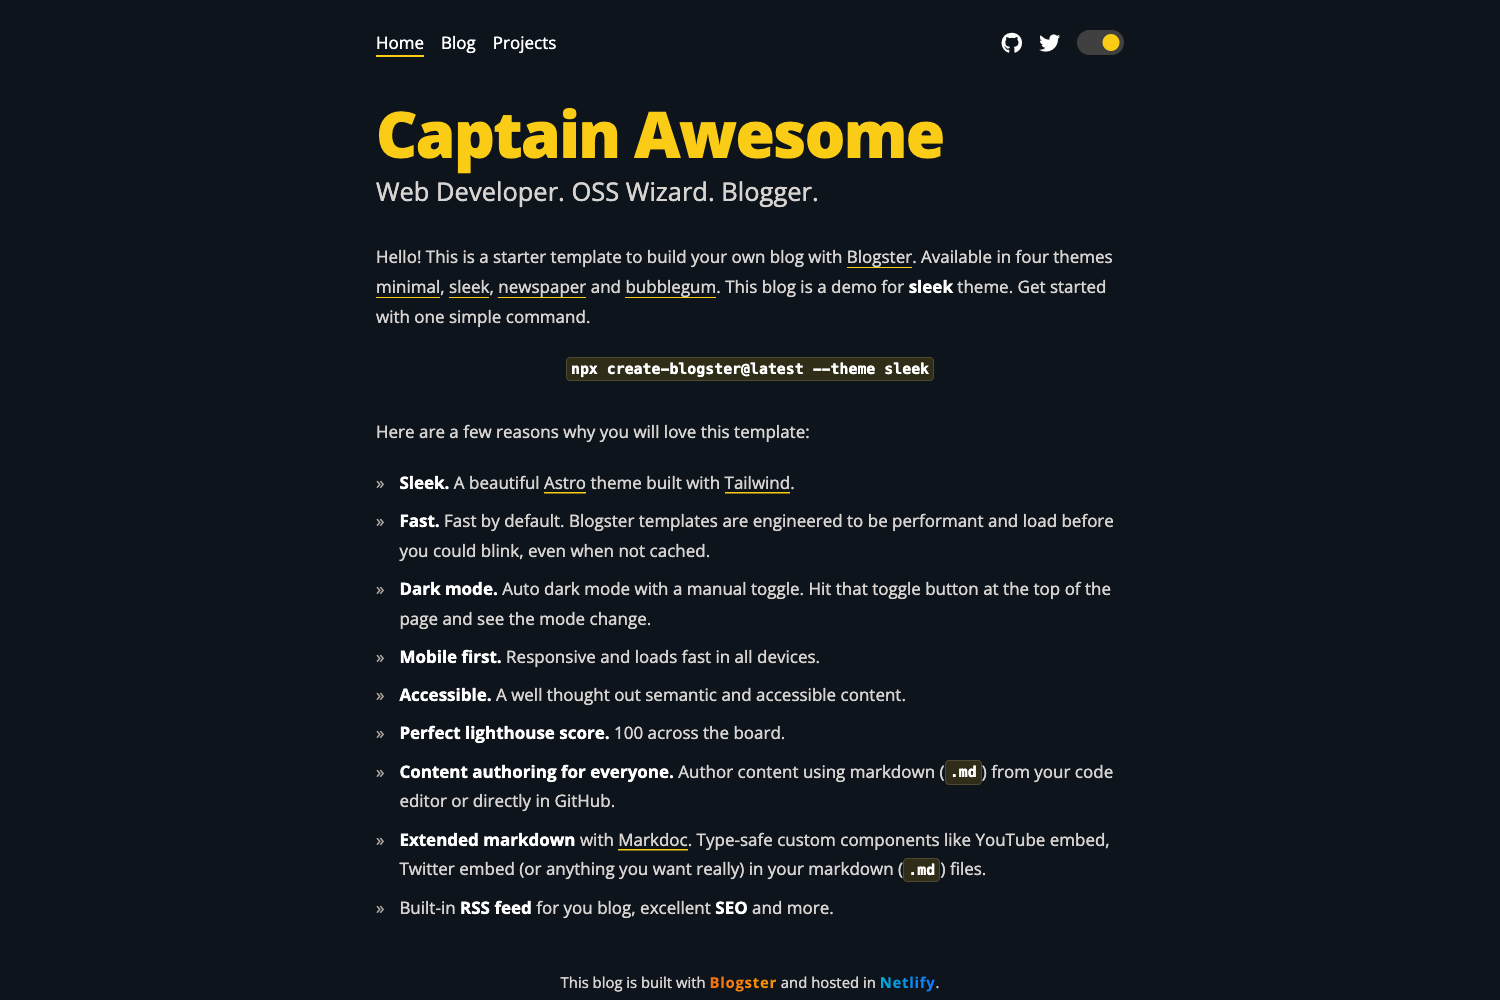 Home Blog Projects
Captain Awesome
Web Developer. OSS Wizard. Blogger.
Hello! This is a starter template to build your own blog with Blogster. Available in four themes
minimal, sleek, newspaper and bubblegum. This blog is a demo for sleek theme. Get started
with one simple command.
npx create-blogster@latest --theme sleek
Here are a few reasons why you will love this template:
» Sleek. A beautiful Astro theme built with Tailwind.
» Fast. Fast by default. Blogster templates are engineered to be performant and load before
you could blink, even when not cached.
» Dark mode. Auto dark mode with a manual toggle. Hit that toggle button at the top of the
page and see the mode change.
» Mobile first. Responsive and loads fast in all devices.
» Accessible. A well thought out semantic and accessible content.
» Perfect lighthouse score. 100 across the board.
» Content authoring for everyone. Author content using markdown (.md) from your code
editor or directly in GitHub.
» Extended markdown with Markdoc. Type-safe custom components like YouTube embed,
Twitter embed (or anything you want really) in your markdown (.md) files.
» Built-in RSS feed for you blog, excellent SEO and more.
This blog is built with Blogster and hosted in Netlify.